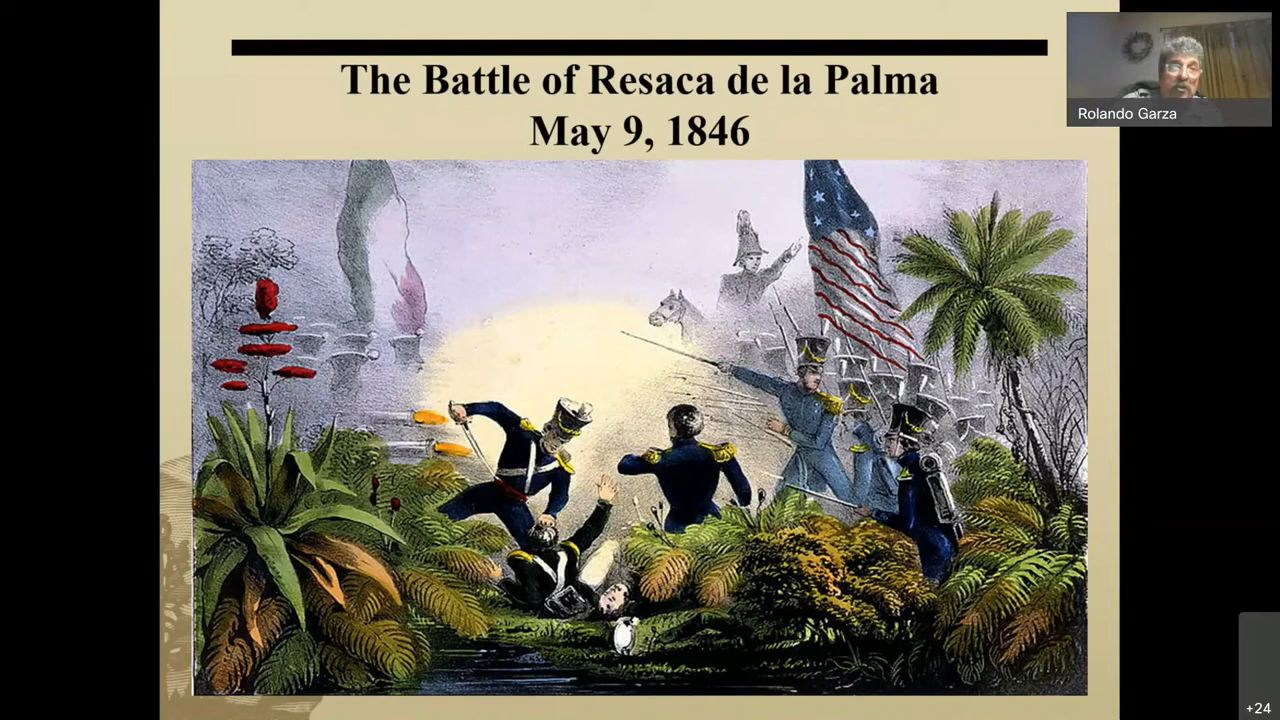 The Battle of Resaca de la Palma
May 9, 1846
Rolando Garza
+24